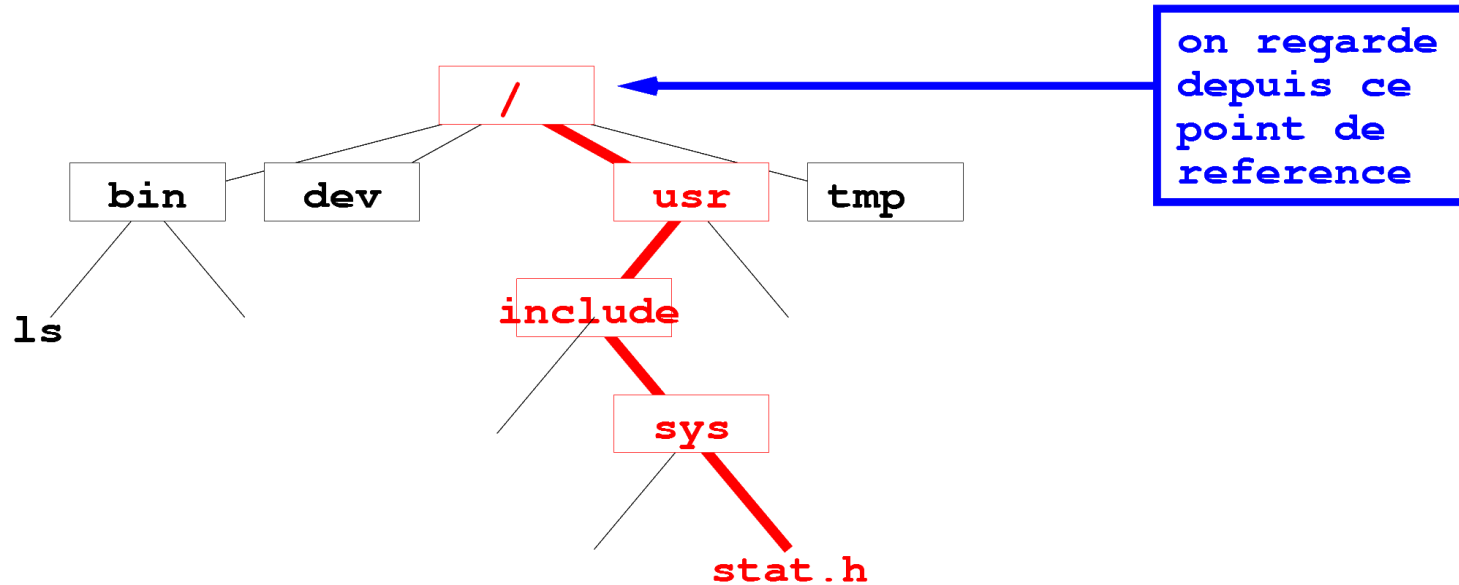 on regarde
depuis ce
point de
reference
/
bin
dev
usr
tmp
include
ls
sys
stat.h